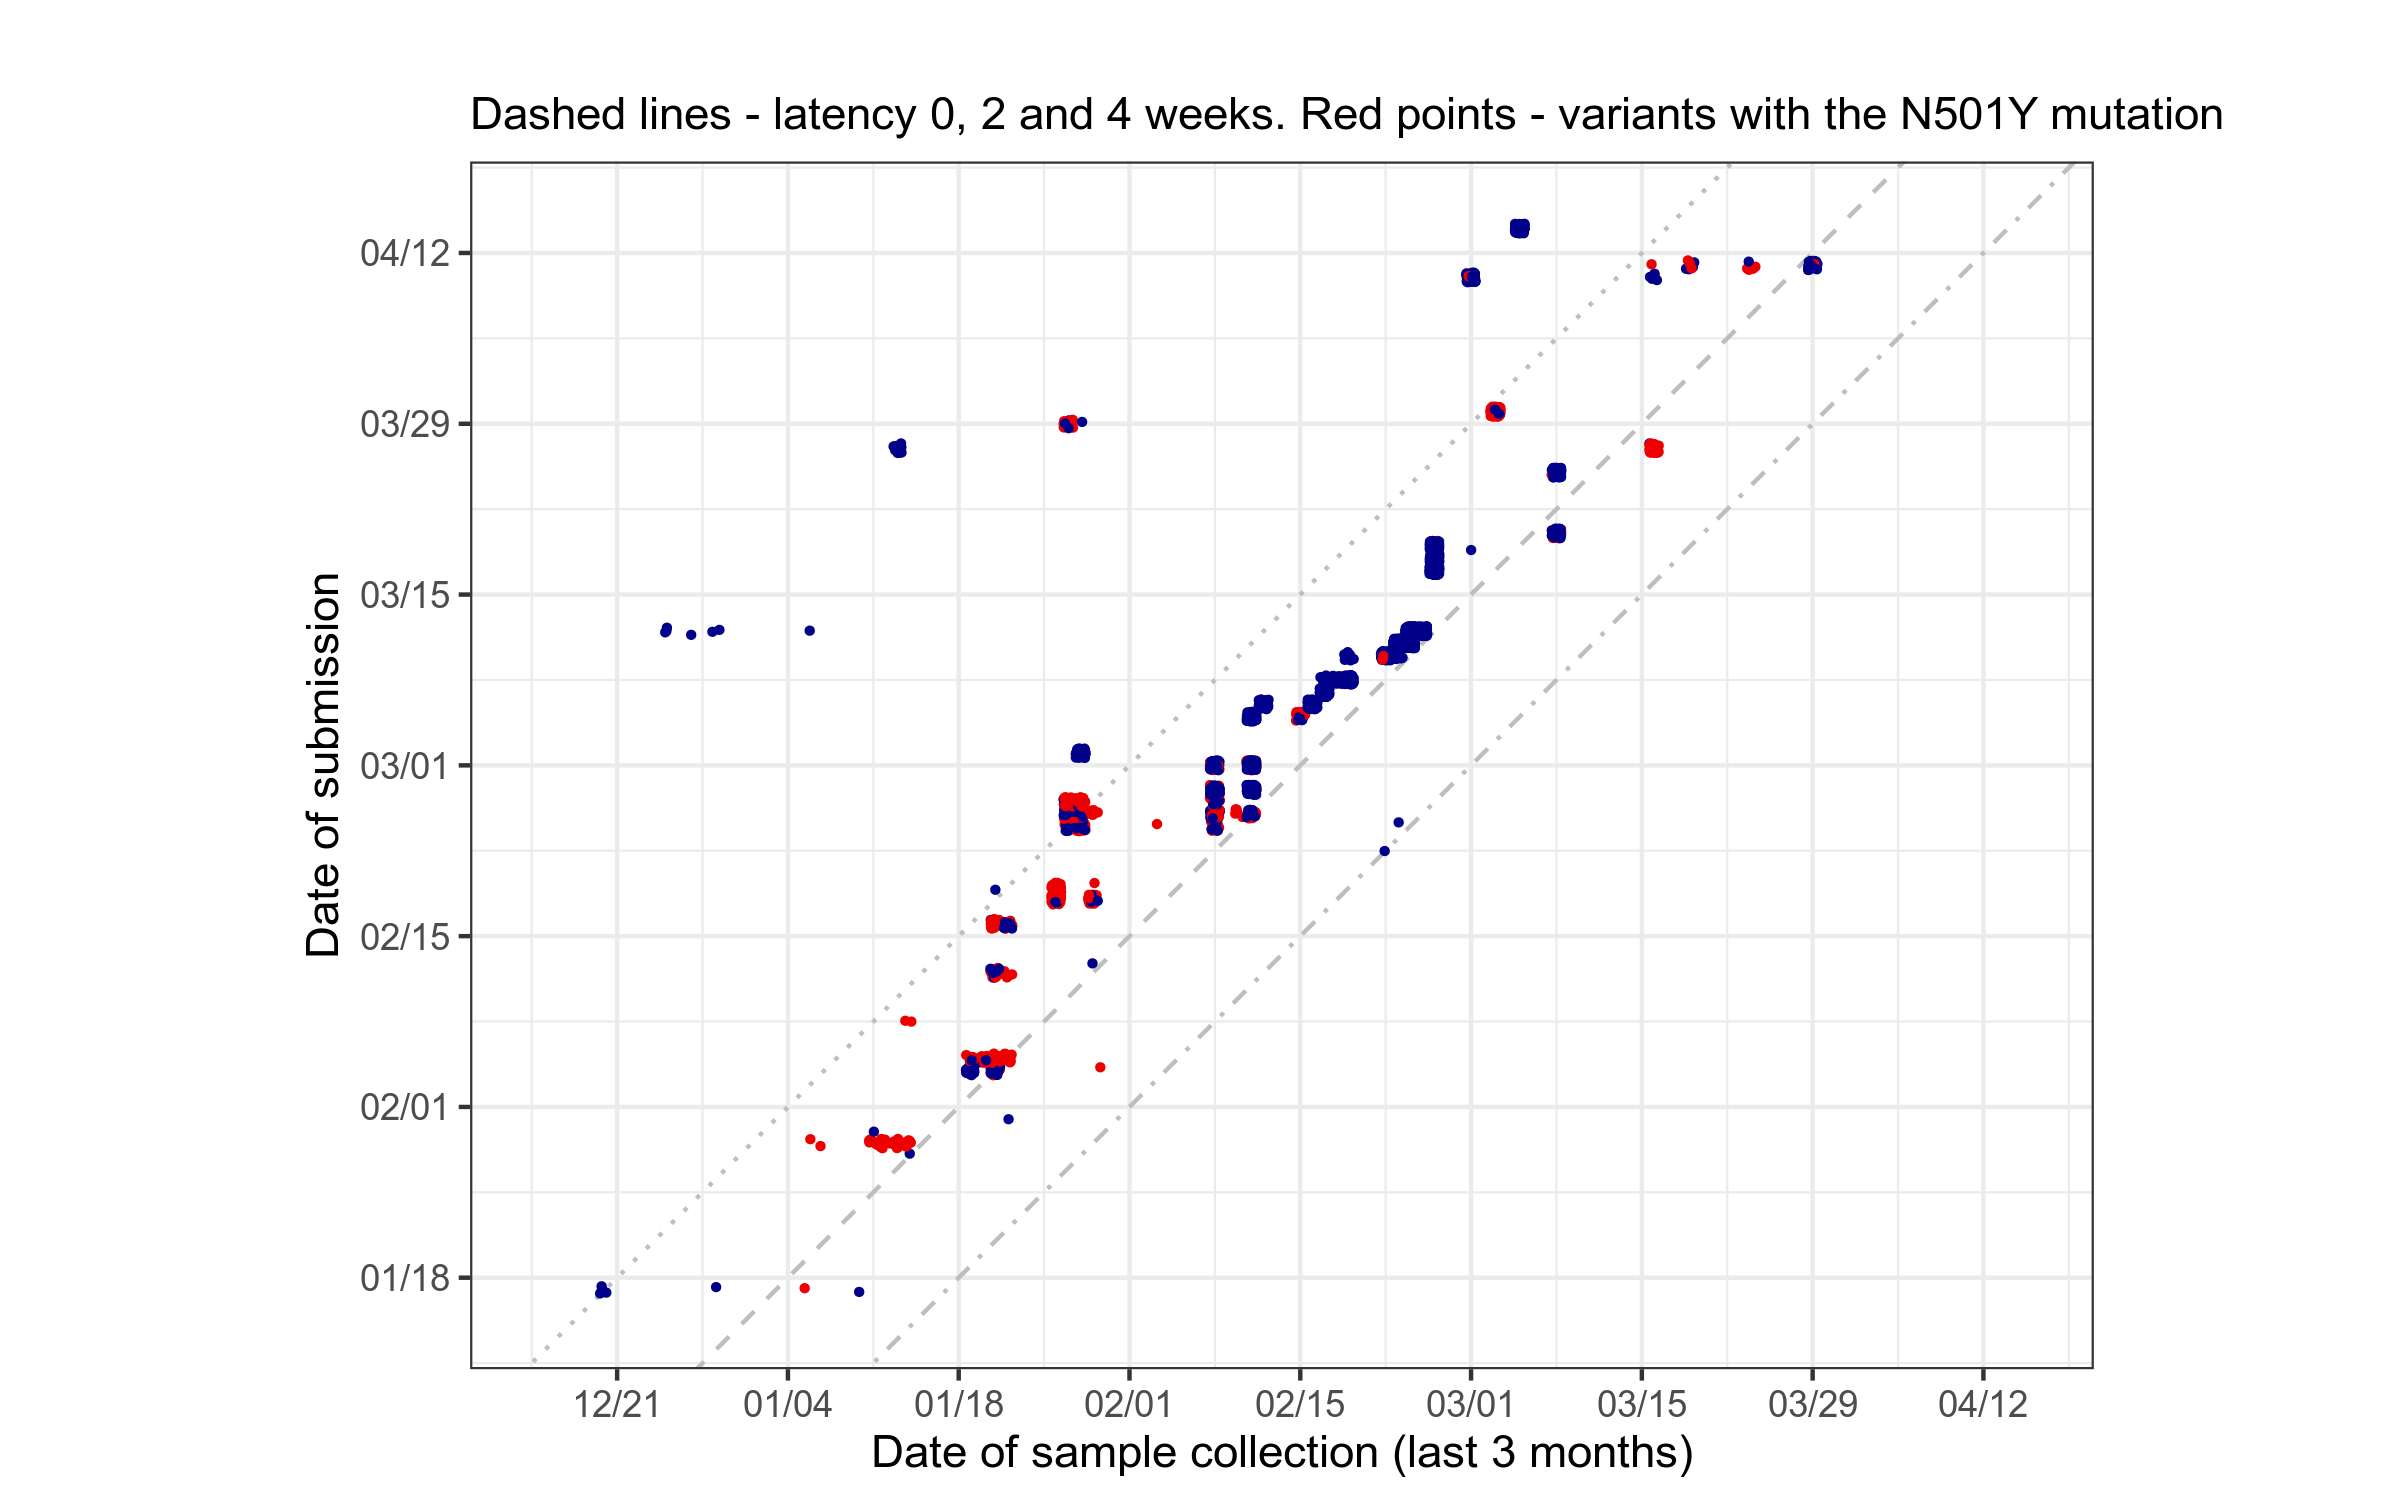 Dashed lines - latency 0, 2 and 4 weeks. Red points - variants with the N501Y mutation
04/12
03/29
03/15
03/01
02/15
02/01
01/18
Date of submission
12/21 01/04 01/18 02/01 02/15 03/01 03/15 03/29 04/12
Date of sample collection (last 3 months)